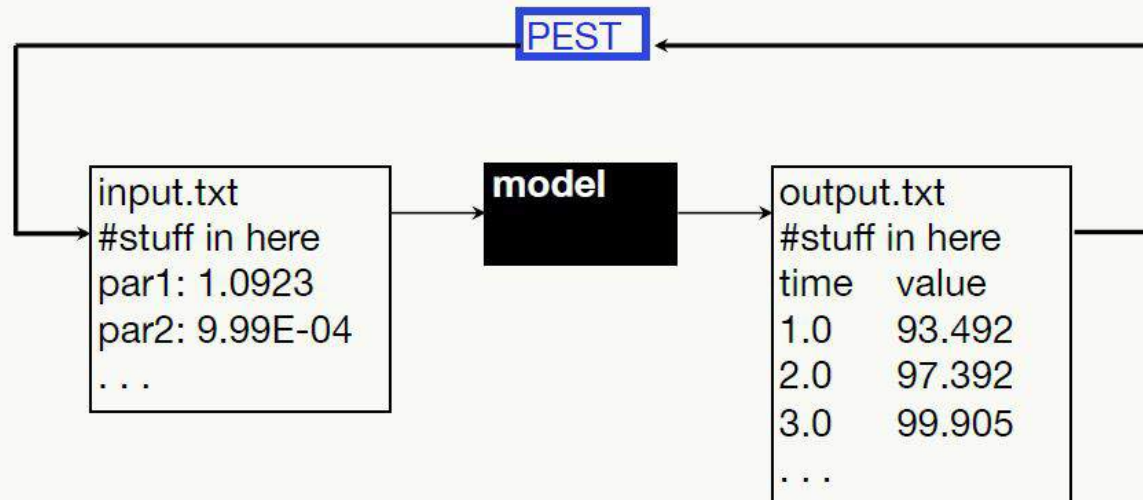 PEST
input.txt
#stuff in here
par1: 1.0923
par2: 9.99E-04
. . .
model
output.txt
#stuff in here
time value
1.0 93.492
2.0 97.392
3.0 99.905
. . .